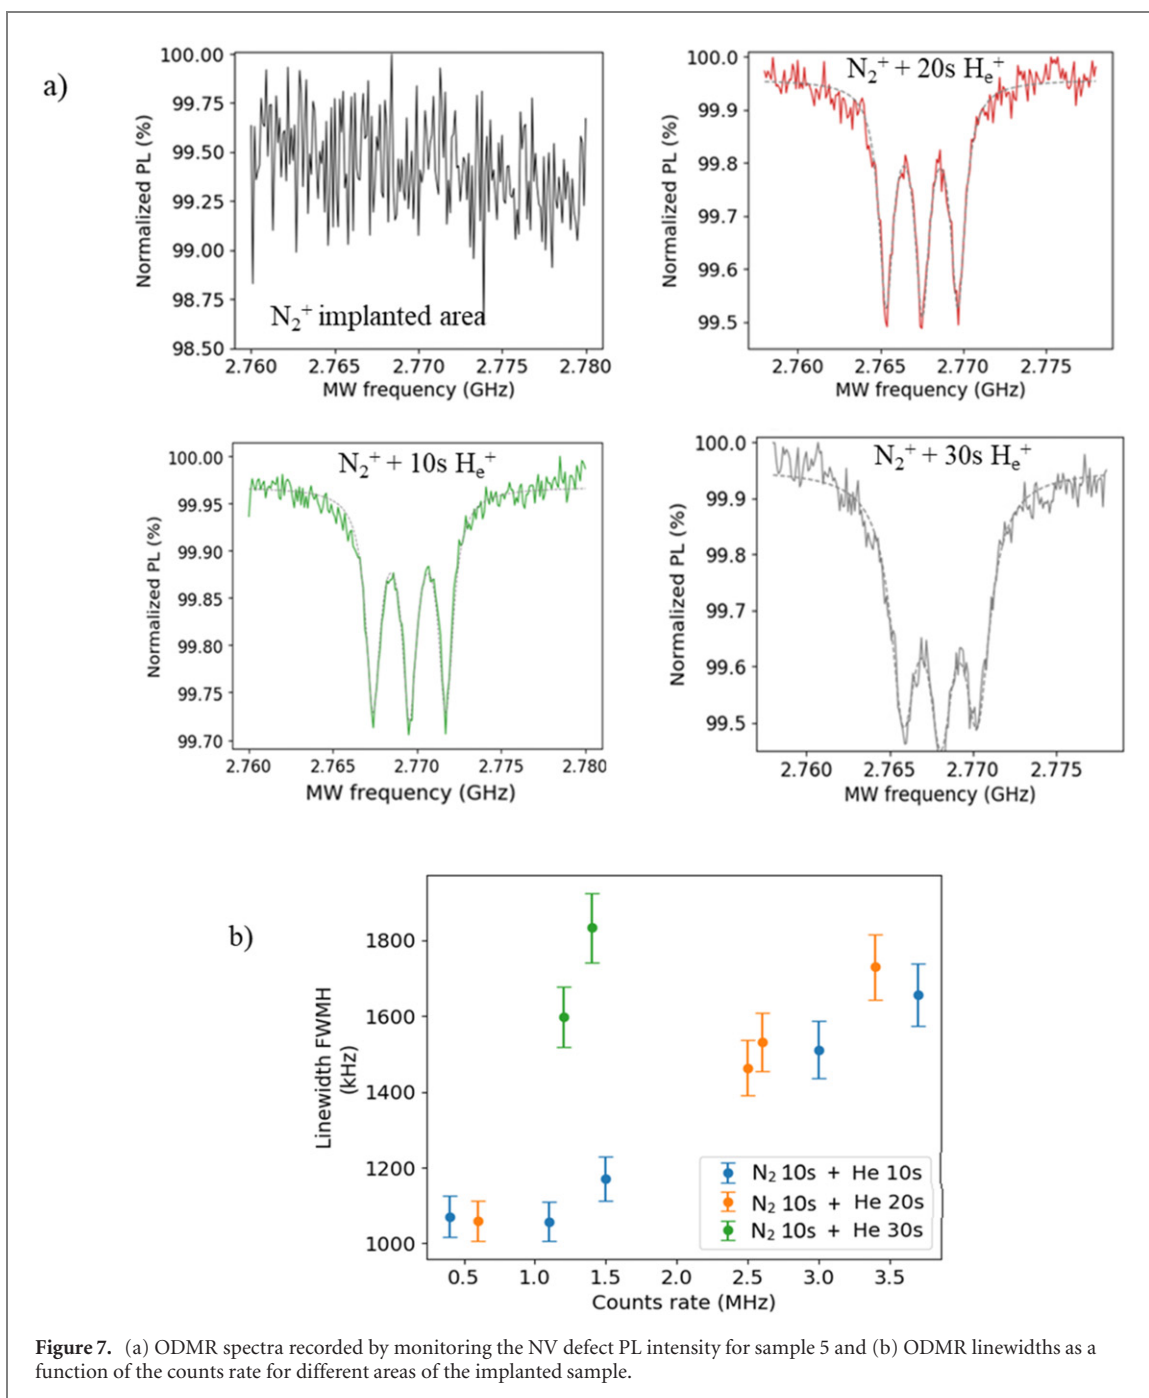 a)
100.00
99.75
99.50
99.25
99.00
98.75
98.50
Normalized PL (%)
N₂⁺ implanted area
2.760 2.765 2.770 2.775 2.780
MW frequency (GHz)
100.0
99.9
99.8
99.7
99.6
99.5
Normalized PL (%)
N₂⁺ + 20s Hₑ⁺
2.760 2.765 2.770 2.775
MW frequency (GHz)
100.00
99.95
99.90
99.85
99.80
99.75
99.70
Normalized PL (%)
N₂⁺ + 10s Hₑ⁺
2.760 2.765 2.770 2.775 2.780
MW frequency (GHz)
100.0
99.9
99.8
99.7
99.6
99.5
Normalized PL (%)
N₂⁺ + 30s Hₑ⁺
2.760 2.765 2.770 2.775
MW frequency (GHz)
b)
1800
1600
1400
1200
1000
Linewidth FWMH
(kHz)
N₂ 10s + He 10s
N₂ 10s + He 20s
N₂ 10s + He 30s
0.5 1.0 1.5 2.0 2.5 3.0 3.5
Counts rate (MHz)
Figure 7. (a) ODMR spectra recorded by monitoring the NV defect PL intensity for sample 5 and (b) ODMR linewidths as a
function of the counts rate for different areas of the implanted sample.